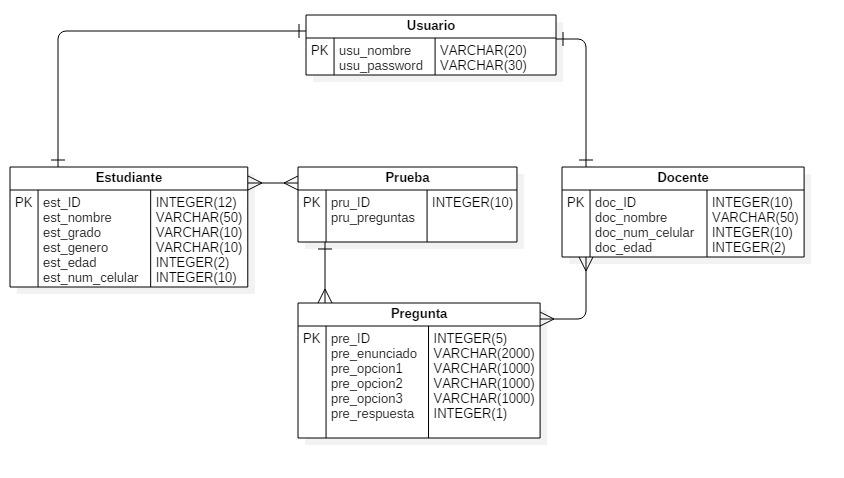 Usuario
PK usu_nombre VARCHAR(20)
usu_password VARCHAR(30)
Estudiante
PK est_ID INTEGER(12)
est_nombre VARCHAR(50)
est_grado VARCHAR(10)
est_genero VARCHAR(10)
est_edad INTEGER(2)
est_num_celular INTEGER(10)
Prueba
PK pru_ID INTEGER(10)
pru_preguntas
Docente
PK doc_ID INTEGER(10)
doc_nombre VARCHAR(50)
doc_num_celular INTEGER(10)
doc_edad INTEGER(2)
Pregunta
PK pre_ID INTEGER(5)
pre_enunciado VARCHAR(2000)
pre_opcion1 VARCHAR(1000)
pre_opcion2 VARCHAR(1000)
pre_opcion3 VARCHAR(1000)
pre_respuesta INTEGER(1)